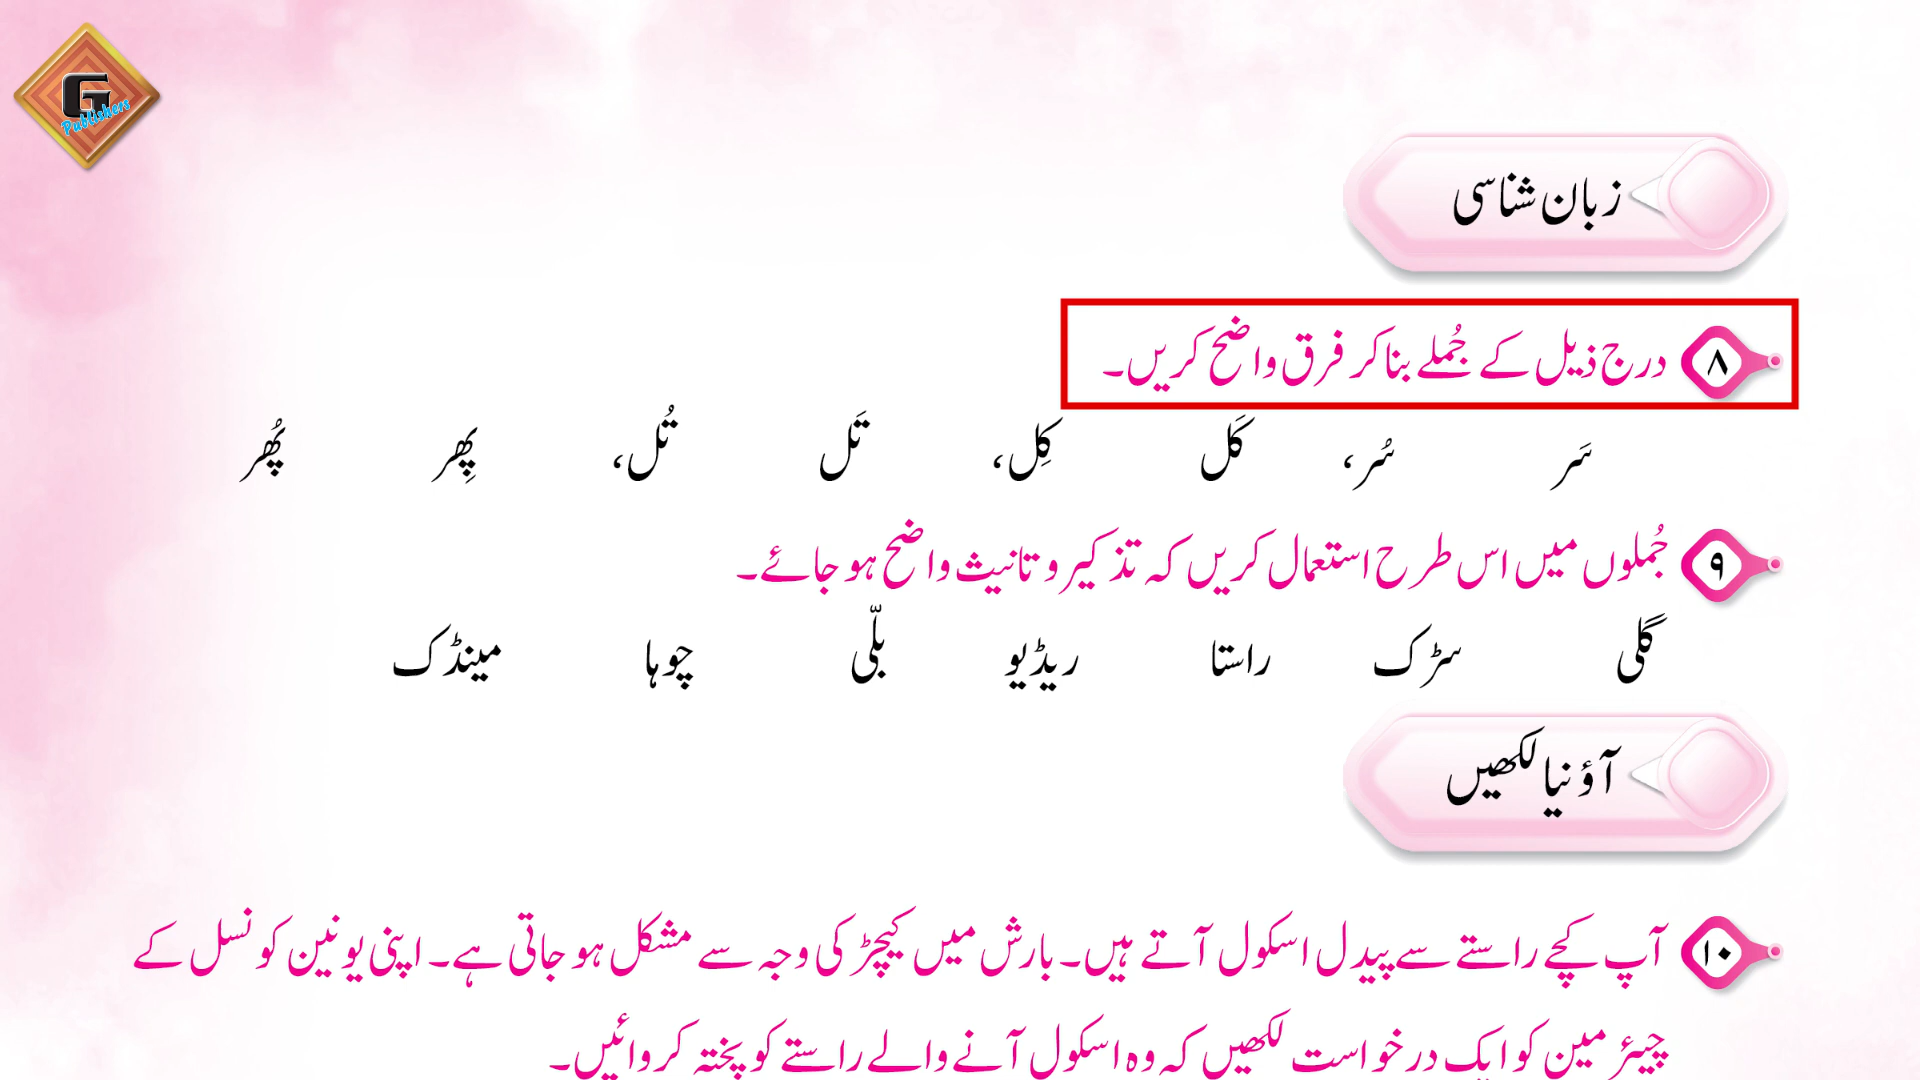 G
Publishers
زبان شناسی
۸ درج ذیل کے جُملے بنا کر فرق واضح کریں۔
سَر سُر، گَل گِل، تَل تُل، پِھر پُھر
۹ جُملوں میں اس طرح استعمال کریں کہ تذکیر و تانیث واضح ہو جائے۔
گلی سڑک راستا ریڈیو بلّی چوہا مینڈک
آؤ نیا لکھیں
۱۰ آپ کچے راستے سے پیدل اسکول آتے ہیں۔ بارش میں کیچڑ کی وجہ سے مشکل ہو جاتی ہے۔ اپنی یونین کونسل کے
چیئر مین کو ایک درخواست لکھیں کہ وہ اسکول آنے والے راستے کو پختہ کروائیں۔